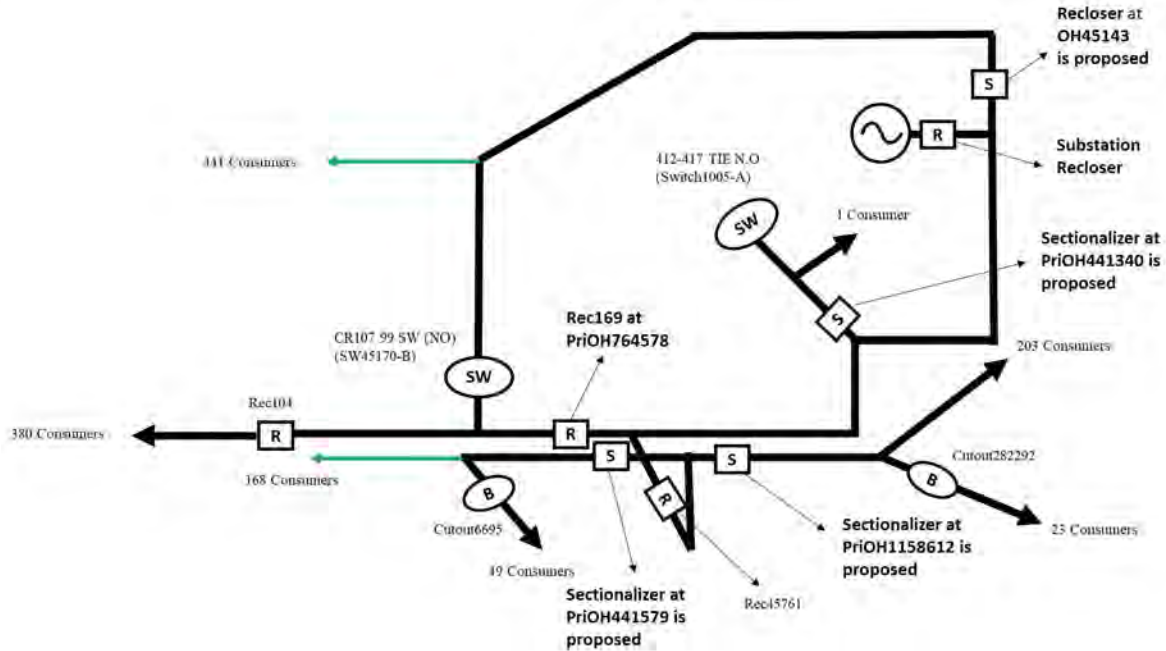 Recloser at
OH45143
is proposed
S
R
Substation
Recloser
Consumers
412-417 TIE N.O
(Switch1005-A)
SW
1 Consumer
Sectionalizer at
PriOH441340 is
proposed
S
Rec169 at
PriOH764578
CR107 99 SW (NO)
(SW45170-B)
SW
203 Consumers
Rec104
R
380 Consumers
R
S
S
168 Consumers
Cutout282292
B
B
R
Cutout6695
Sectionalizer at
PriOH1158612 is
proposed
23 Consumers
49 Consumers
Sectionalizer at
PriOH441579 is
proposed
Rec45761